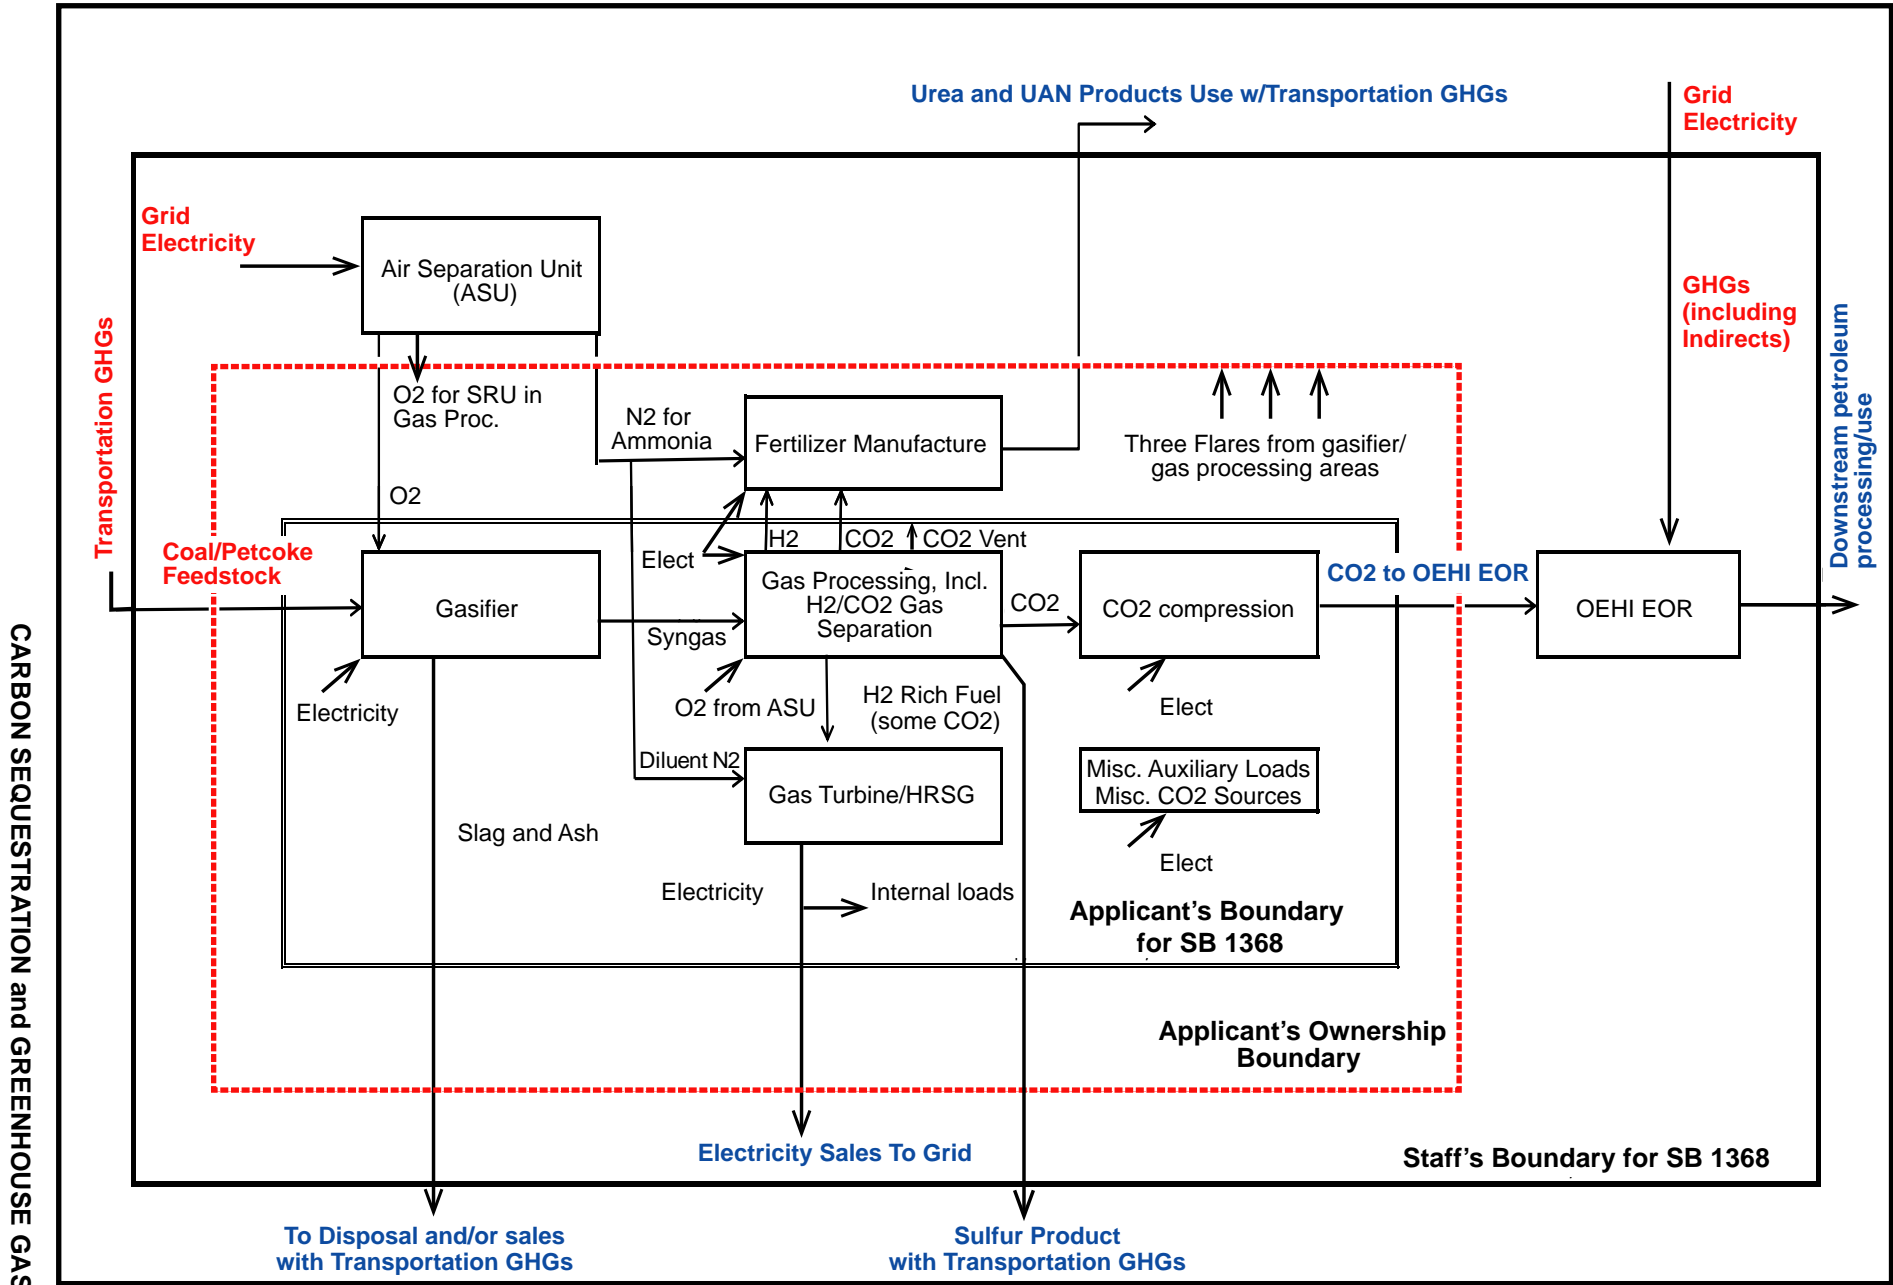 Urea and UAN Products Use w/Transportation GHGs
Grid
Electricity
Grid
Electricity
Air Separation Unit
(ASU)
GHGs
(including
Indirects)
Downstream petroleum
processing/use
Transportation GHGs
O2 for SRU in
Gas Proc.
N2 for
Ammonia
Fertilizer Manufacture
Three Flares from gasifier/
gas processing areas
O2
Coal/Petcoke
Feedstock
Elect
H2
CO2
CO2 Vent
Gasifier
Syngas
Gas Processing, Incl.
H2/CO2 Gas
Separation
CO2
CO2 compression
CO2 to OEHI EOR
OEHI EOR
Electricity
O2 from ASU
H2 Rich Fuel
(some CO2)
Elect
Diluent N2
Gas Turbine/HRSG
Misc. Auxiliary Loads
Misc. CO2 Sources
Slag and Ash
Elect
Electricity
Internal loads
Applicant's Boundary
for SB 1368
Applicant's Ownership
Boundary
Electricity Sales To Grid
Staff's Boundary for SB 1368
To Disposal and/or sales
with Transportation GHGs
Sulfur Product
with Transportation GHGs
CARBON SEQUESTRATION and GREENHOUSE GAS